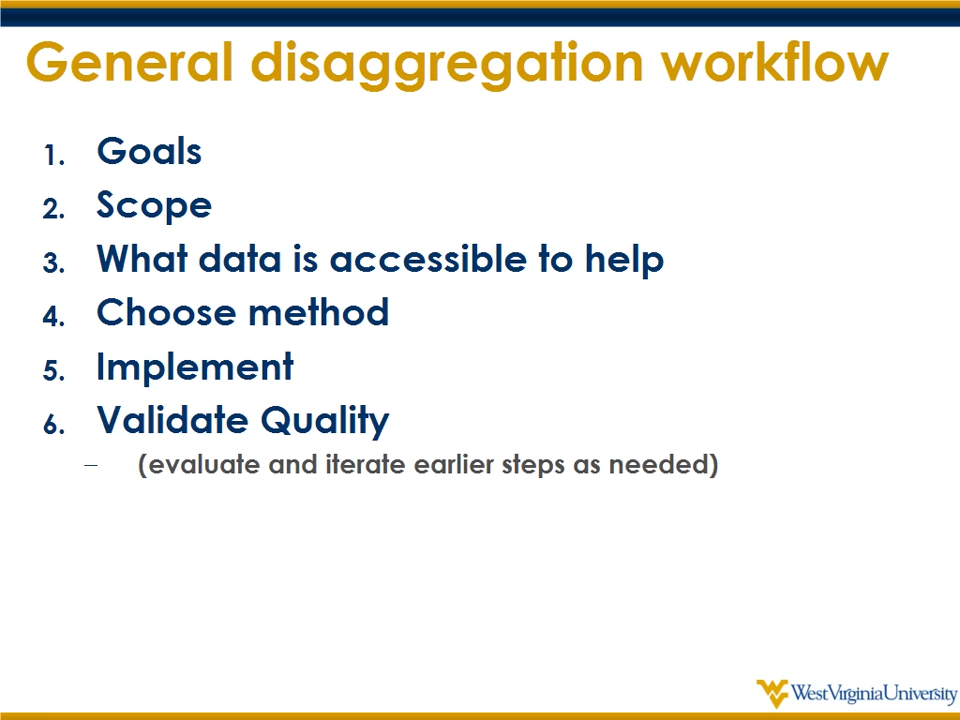 General disaggregation workflow
1. Goals
2. Scope
3. What data is accessible to help
4. Choose method
5. Implement
6. Validate Quality
– (evaluate and iterate earlier steps as needed)
WestVirginiaUniversity